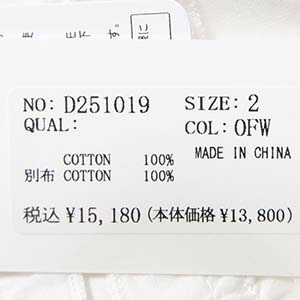 NO: D251019 SIZE: 2
QUAL: COL: OFW
MADE IN CHINA
COTTON 100%
別布 COTTON 100%
税込 ¥15,180 (本体価格 ¥13,800)